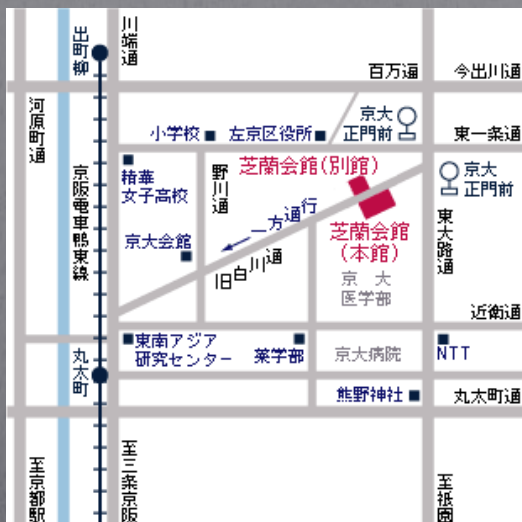 出町柳
川端通
百万通
今出川通
河原町通
小学校
左京区役所
京大
正門前
東一条通
精華
女子高校
野川通
芝蘭会館(別館)
京大
正門前
京阪電車鴨東線
一方通行
芝蘭会館
(本館)
東大路通
京大会館
旧白川通
京大
医学部
近衛通
東南アジア
研究センター
薬学部
京大病院
NTT
丸太町
熊野神社
丸太町通
至京都駅
至三条京阪
至祇園